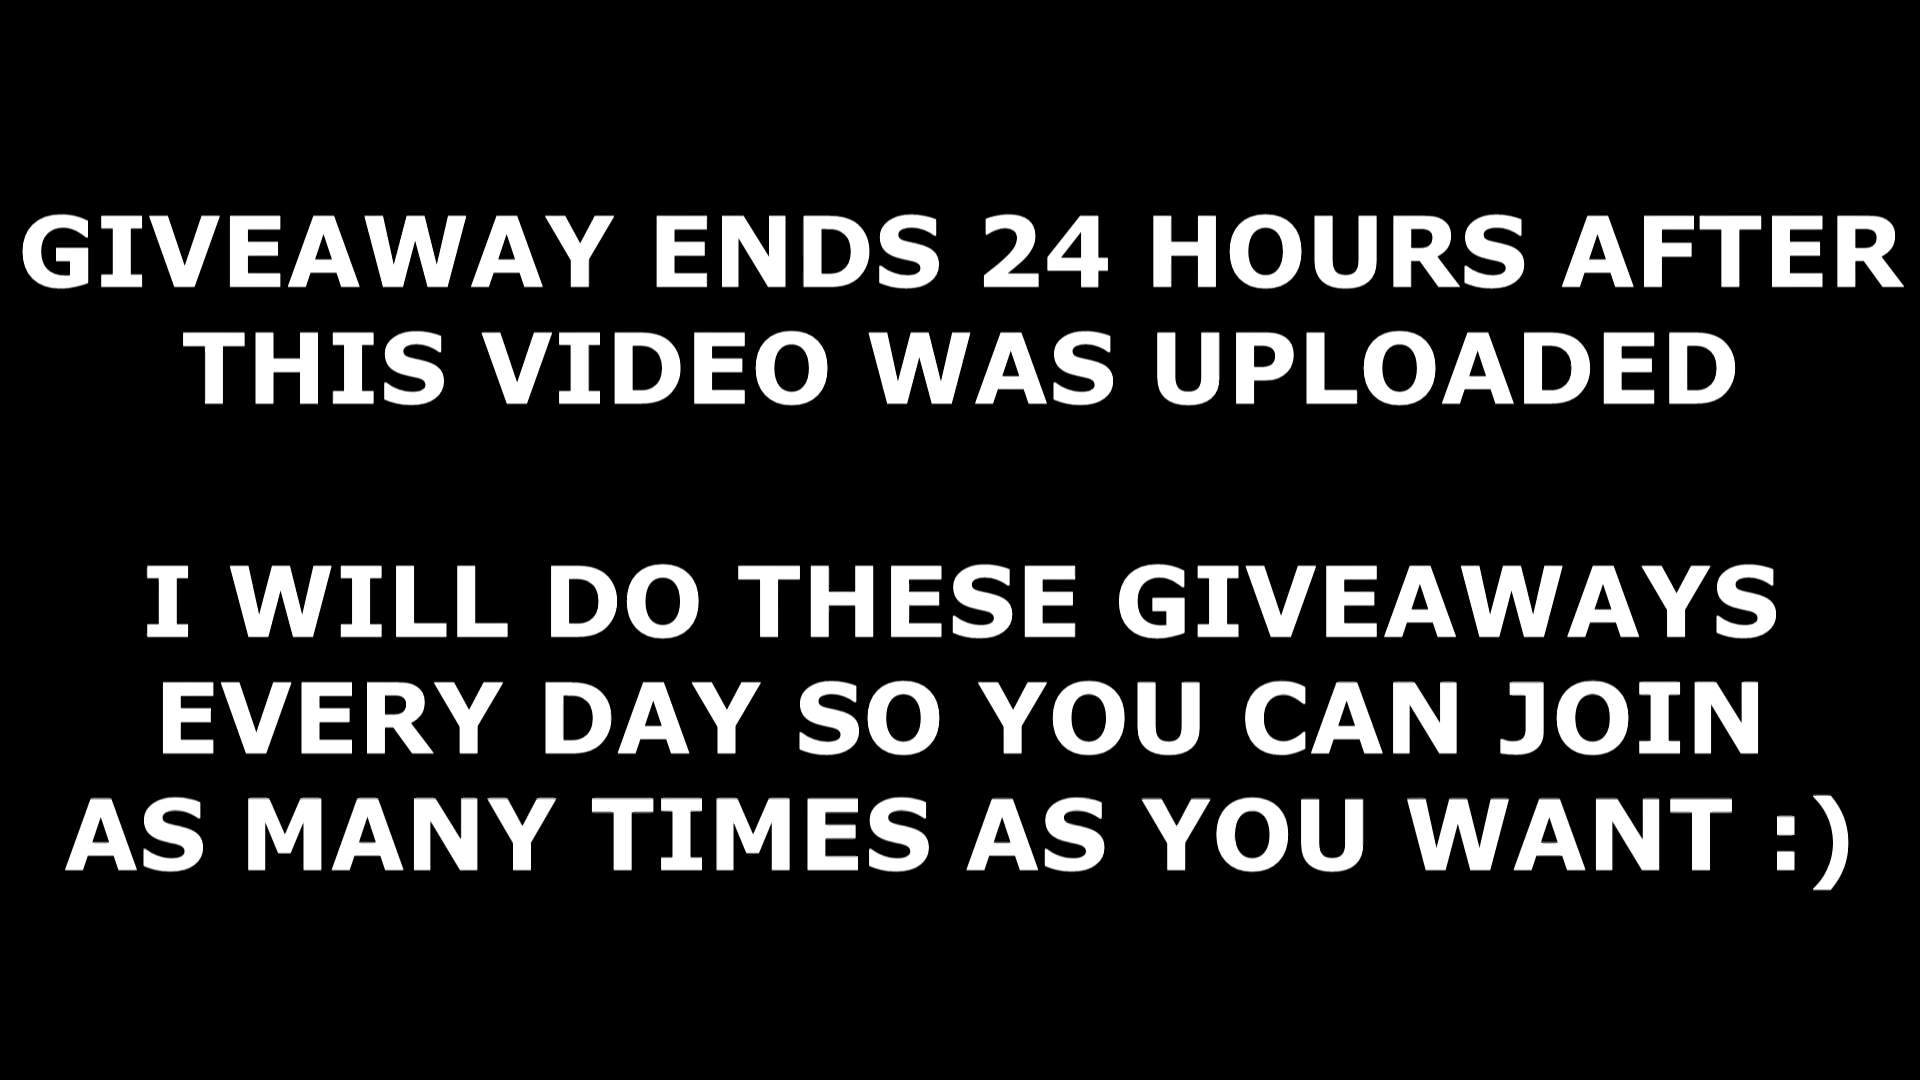 GIVEAWAY ENDS 24 HOURS AFTER
THIS VIDEO WAS UPLOADED
I WILL DO THESE GIVEAWAYS
EVERY DAY SO YOU CAN JOIN
AS MANY TIMES AS YOU WANT :)